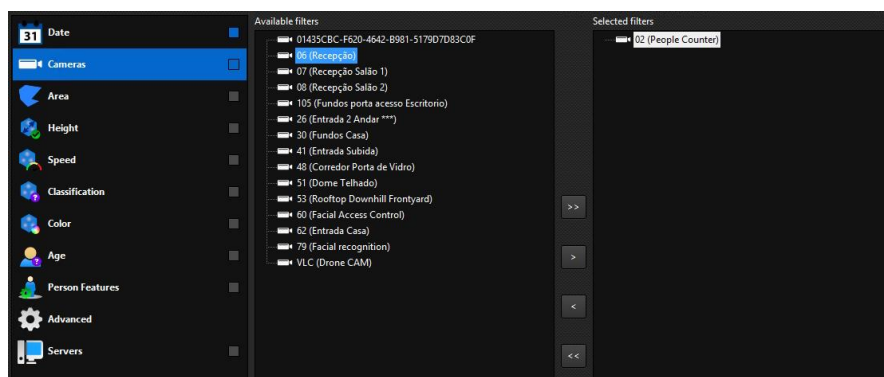 31 Date
Cameras
Area
Height
Speed
Classification
Color
Age
Person Features
Advanced
Servers
Available filters
01435CBC-F620-4642-B981-5179D7D83C0F
06 (Recepção)
07 (Recepção Salão 1)
08 (Recepção Salão 2)
105 (Fundos porta acesso Escritorio)
26 (Entrada 2 Andar ***)
30 (Fundos Casa)
41 (Entrada Subida)
48 (Corredor Porta de Vidro)
51 (Dome Telhado)
53 (Rooftop Downhill Frontyard)
60 (Facial Access Control)
62 (Entrada Casa)
79 (Facial recognition)
VLC (Drone CAM)
>>
>
<
<<
Selected filters
02 (People Counter)